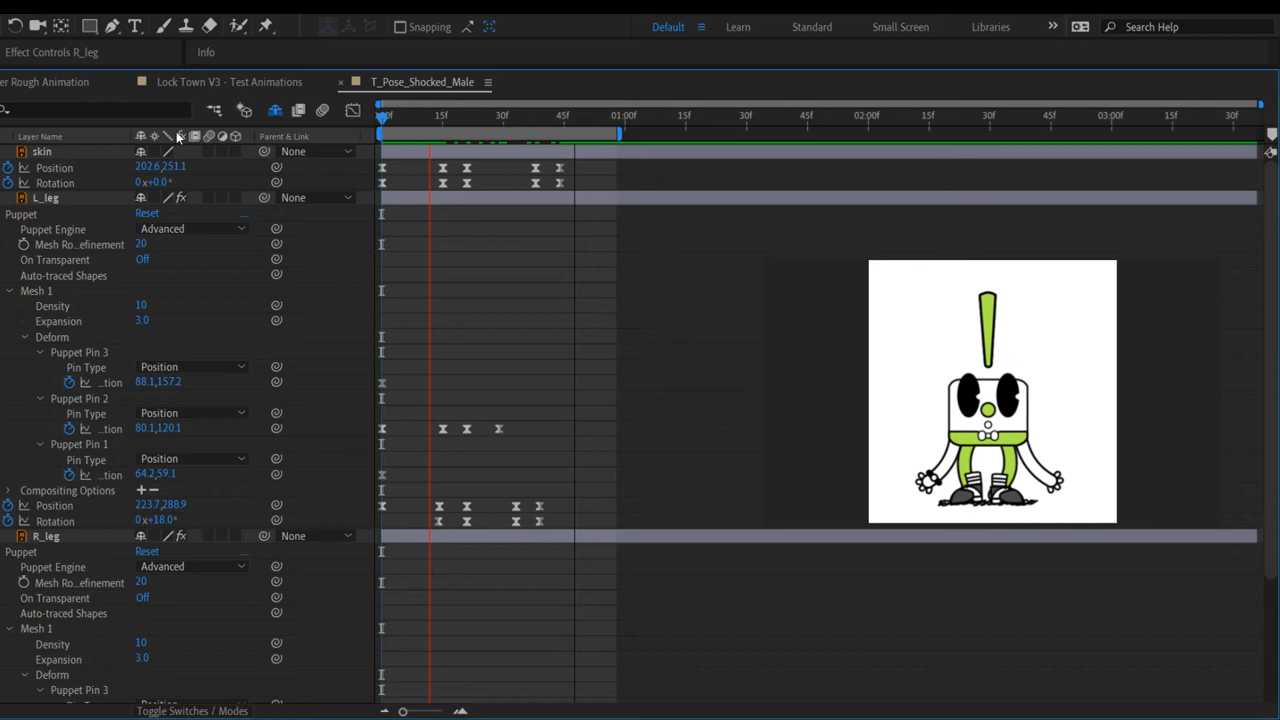 Snapping
Default
Learn
Standard
Small Screen
Libraries
Search Help
Effect Controls R_leg
Info
er Rough Animation
Lock Town V3 - Test Animations
T_Pose_Shocked_Male
15f 30f 45f 01:00f 15f 30f 45f 02:00f 15f 30f 45f 03:00f 15f 30f
Layer Name
Parent & Link
skin None
Position 202.6,251.1
Rotation 0 x+0.0°
L_leg fx None
Puppet Reset
Puppet Engine Advanced
Mesh Ro...efinement 20
On Transparent Off
Auto-traced Shapes
Mesh 1
Density 10
Expansion 3.0
Deform
Puppet Pin 3
Pin Type Position
...tion 88.1,157.2
Puppet Pin 2
Pin Type Position
...tion 80.1,120.1
Puppet Pin 1
Pin Type Position
...tion 64.2,59.1
Compositing Options
Position 223.7,288.9
Rotation 0 x+18.0°
R_leg fx None
Puppet Reset
Puppet Engine Advanced
Mesh Ro...efinement 20
On Transparent Off
Auto-traced Shapes
Mesh 1
Density 10
Expansion 3.0
Deform
Puppet Pin 3
Toggle Switches / Modes